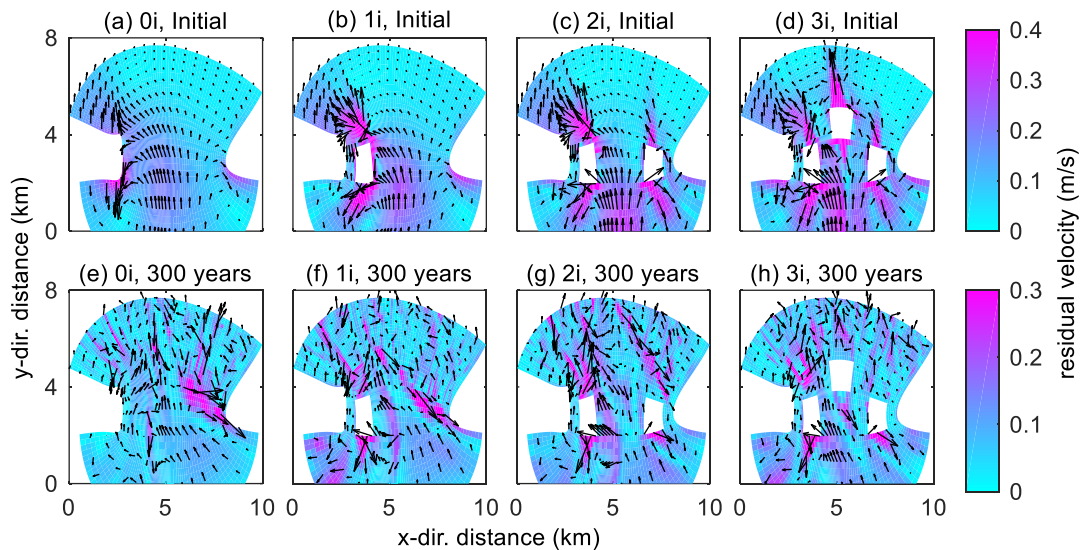 (a) 0i, Initial
(b) 1i, Initial
(c) 2i, Initial
(d) 3i, Initial
8
4
0
0.4
0.3
0.2
0.1
0
(e) 0i, 300 years
(f) 1i, 300 years
(g) 2i, 300 years
(h) 3i, 300 years
8
4
0
0.3
0.2
0.1
0
0 5 10
0 5 10
0 5 10
0 5 10
x-dir. distance (km)
y-dir. distance (km)
residual velocity (m/s)